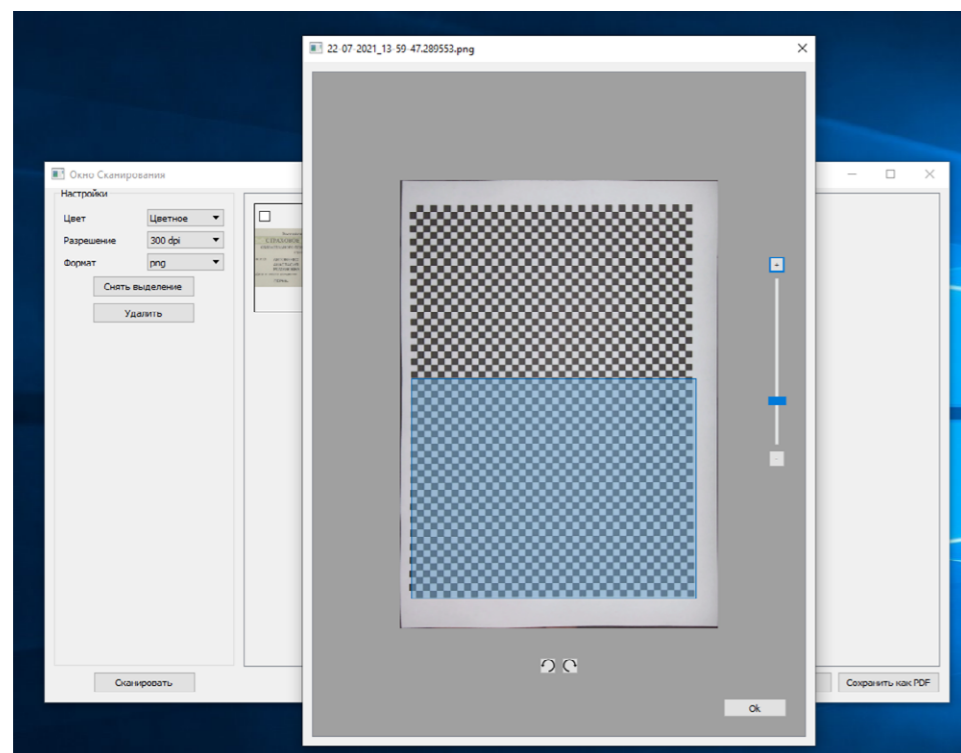 22-07-2021_13-59-47.289553.png
Окно Сканирования
Настройки
Цвет
Цветное
Разрешение
300 dpi
Формат
png
Снять выделение
Удалить
СТРАХОВОЕ
+
-
Ok
Сканировать
Сохранить как PDF